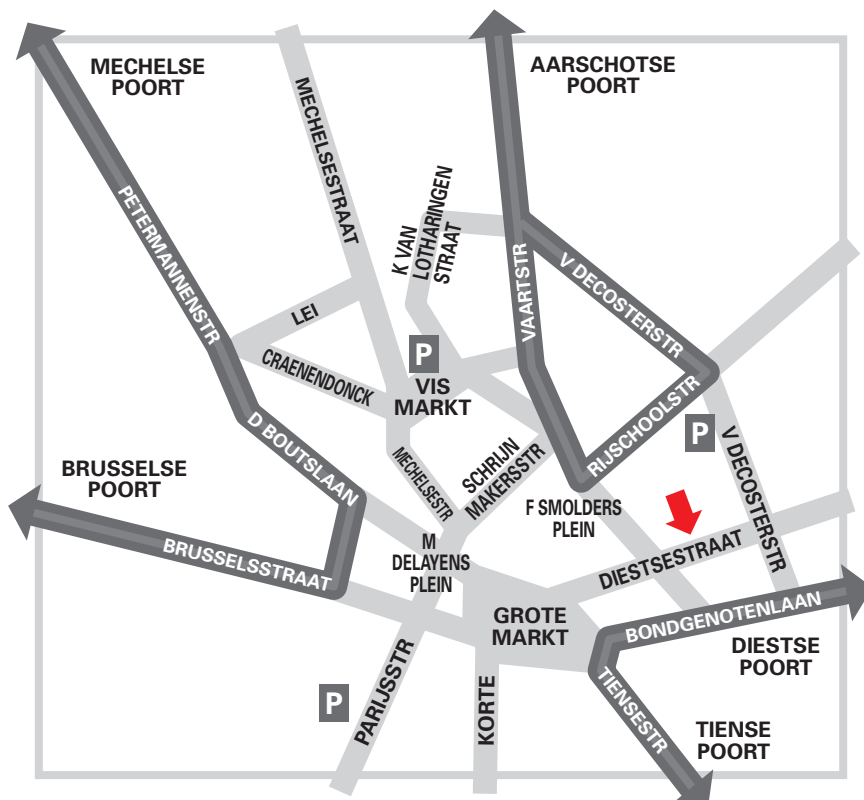 MECHELSE
POORT
AARSCHOTSE
POORT
MECHELSESTRAAT
PETERMANNENSTR
K VAN
LOTHARINGEN
STRAAT
V DECOSTERSTR
VAARTSTR
LEI
CRAENENDONCK
P
VIS
MARKT
RIJSCHOOLSTR
P
V DECOSTERSTR
D BOUTSLAAN
MECHELSESTR
SCHRIJN
MAKERSSTR
BRUSSELSE
POORT
F SMOLDERS
PLEIN
BRUSSELSSTRAAT
M
DELAYENS
PLEIN
DIESTSESTRAAT
GROTE
MARKT
BONDGENOTENLAAN
DIESTSE
POORT
P
PARIJSSTR
KORTE
TIENSESTR
TIENSE
POORT